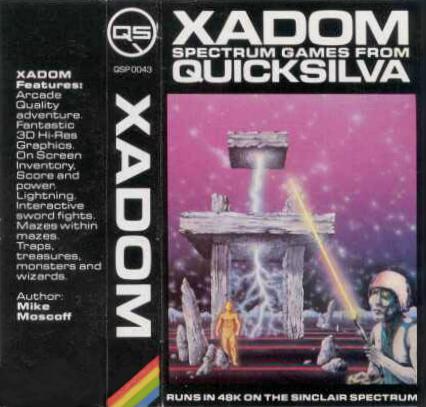 XADOM
Features:
Arcade
Quality
adventure.
Fantastic
3D Hi-Res
Graphics.
On Screen
Inventory.
Score and
power.
Lightning.
Interactive
sword fights.
Mazes within
mazes.
Traps,
treasures,
monsters and
wizards.
Author:
Mike
Moscoff
QS
QSP 0043
XADOM
XADOM
SPECTRUM GAMES FROM
QUICKSILVA
RUNS IN 48K ON THE SINCLAIR SPECTRUM